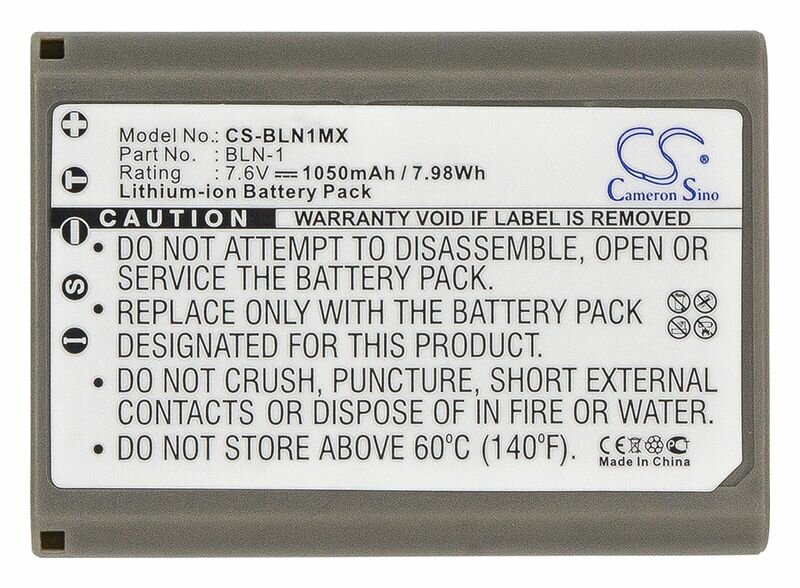 Model No.: CS-BLN1MX
Part No. : BLN-1
Rating : 7.6V ⎓ 1050mAh / 7.98Wh
Lithium-ion Battery Pack
CS
Cameron Sino
+ T I S -
CAUTION WARRANTY VOID IF LABEL IS REMOVED
• DO NOT ATTEMPT TO DISASSEMBLE, OPEN OR
SERVICE THE BATTERY PACK.
• REPLACE ONLY WITH THE BATTERY PACK
DESIGNATED FOR THIS PRODUCT.
• DO NOT CRUSH, PUNCTURE, SHORT EXTERNAL
CONTACTS OR DISPOSE OF IN FIRE OR WATER.
• DO NOT STORE ABOVE 60°C (140°F).
CE
Made In China